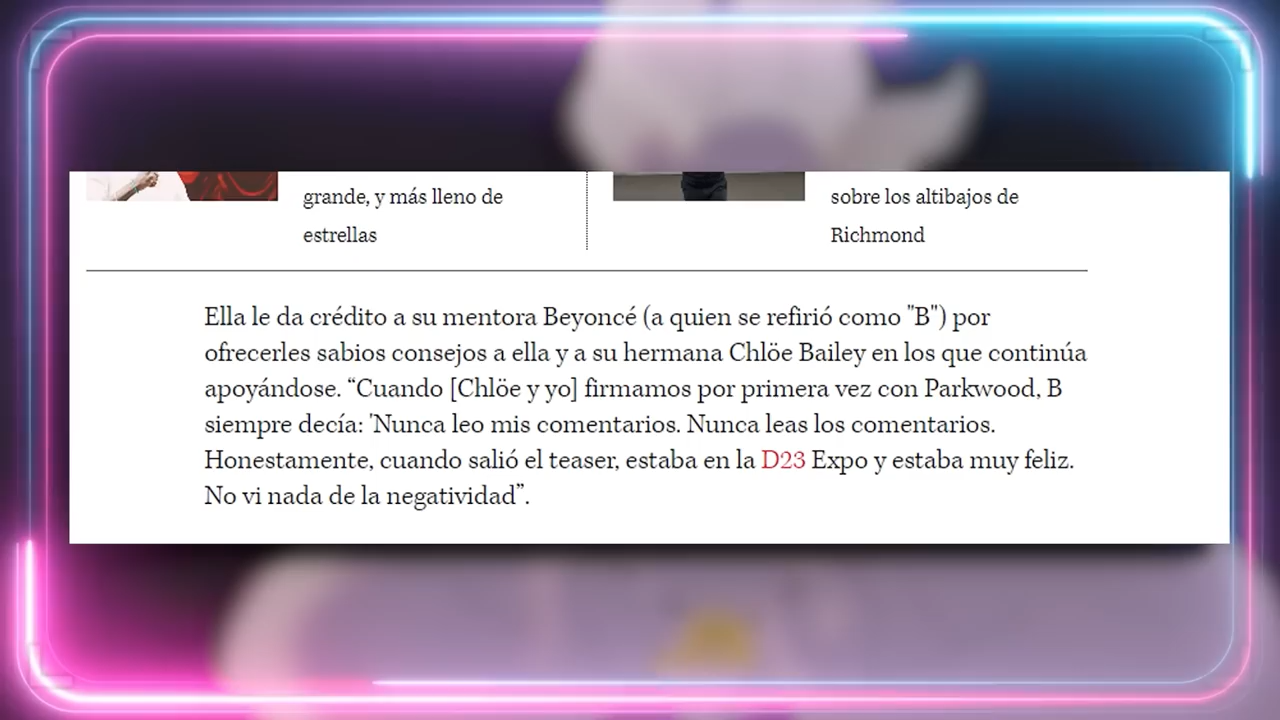 grande, y más lleno de
estrellas
sobre los altibajos de
Richmond
Ella le da crédito a su mentora Beyoncé (a quien se refirió como "B") por
ofrecerles sabios consejos a ella y a su hermana Chlöe Bailey en los que continúa
apoyándose. “Cuando [Chlöe y yo] firmamos por primera vez con Parkwood, B
siempre decía: 'Nunca leo mis comentarios. Nunca leas los comentarios.
Honestamente, cuando salió el teaser, estaba en la D23 Expo y estaba muy feliz.
No vi nada de la negatividad”.